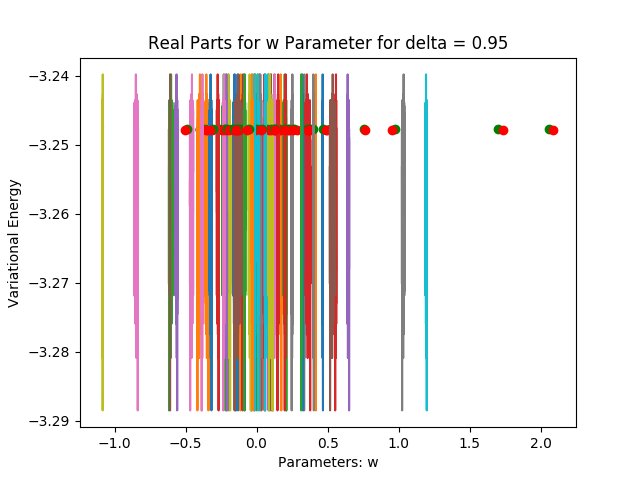 Real Parts for w Parameter for delta = 0.95
Variational Energy
−3.24
−3.25
−3.26
−3.27
−3.28
−3.29
−1.0 −0.5 0.0 0.5 1.0 1.5 2.0
Parameters: w